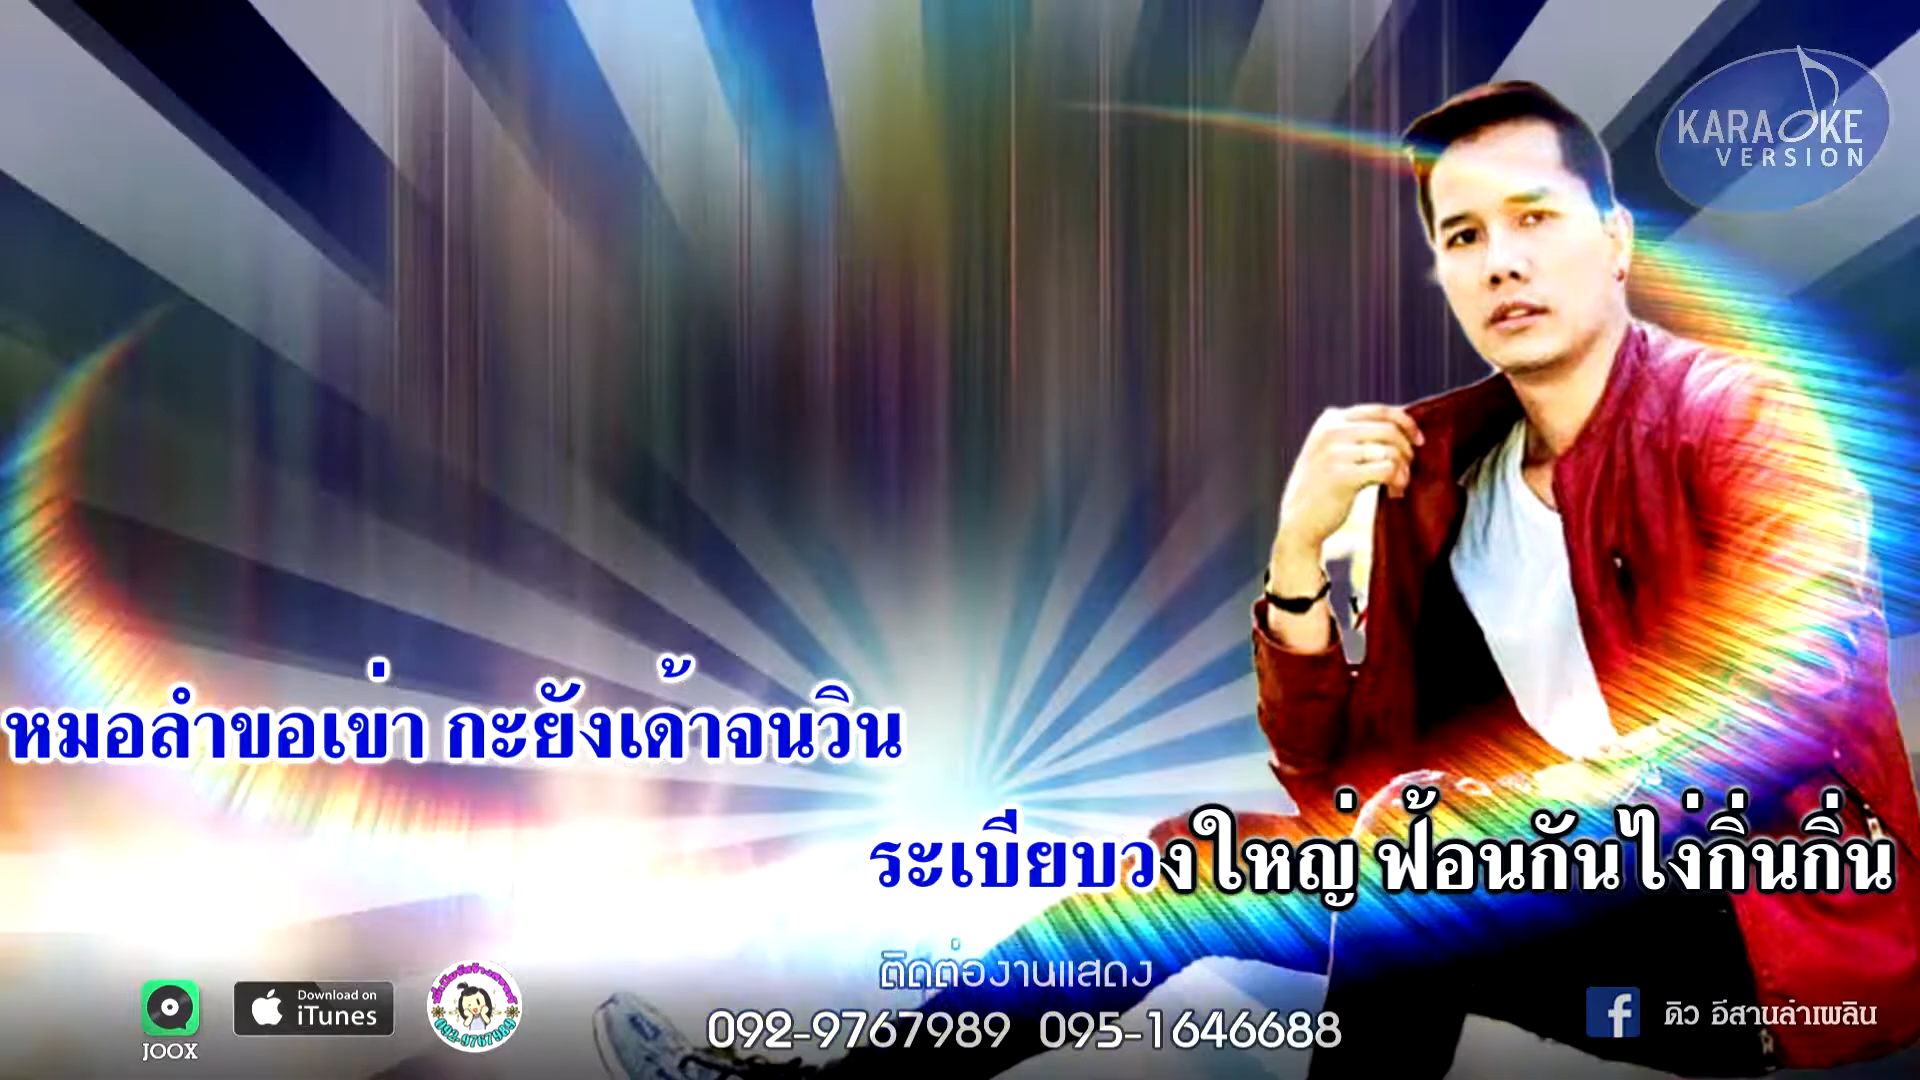 KARAOKE
VERSION
หมอลำขอเข่า กะยังเด้าจนวิน
ระเบียบวงใหญ่ ฟ้อนกันไง่กิ่นกิ่น
ติดต่องานแสดง
092-9767989 095-1646688
JOOX
Download on
iTunes
092-9767989
ดิว อีสานลำเพลิน